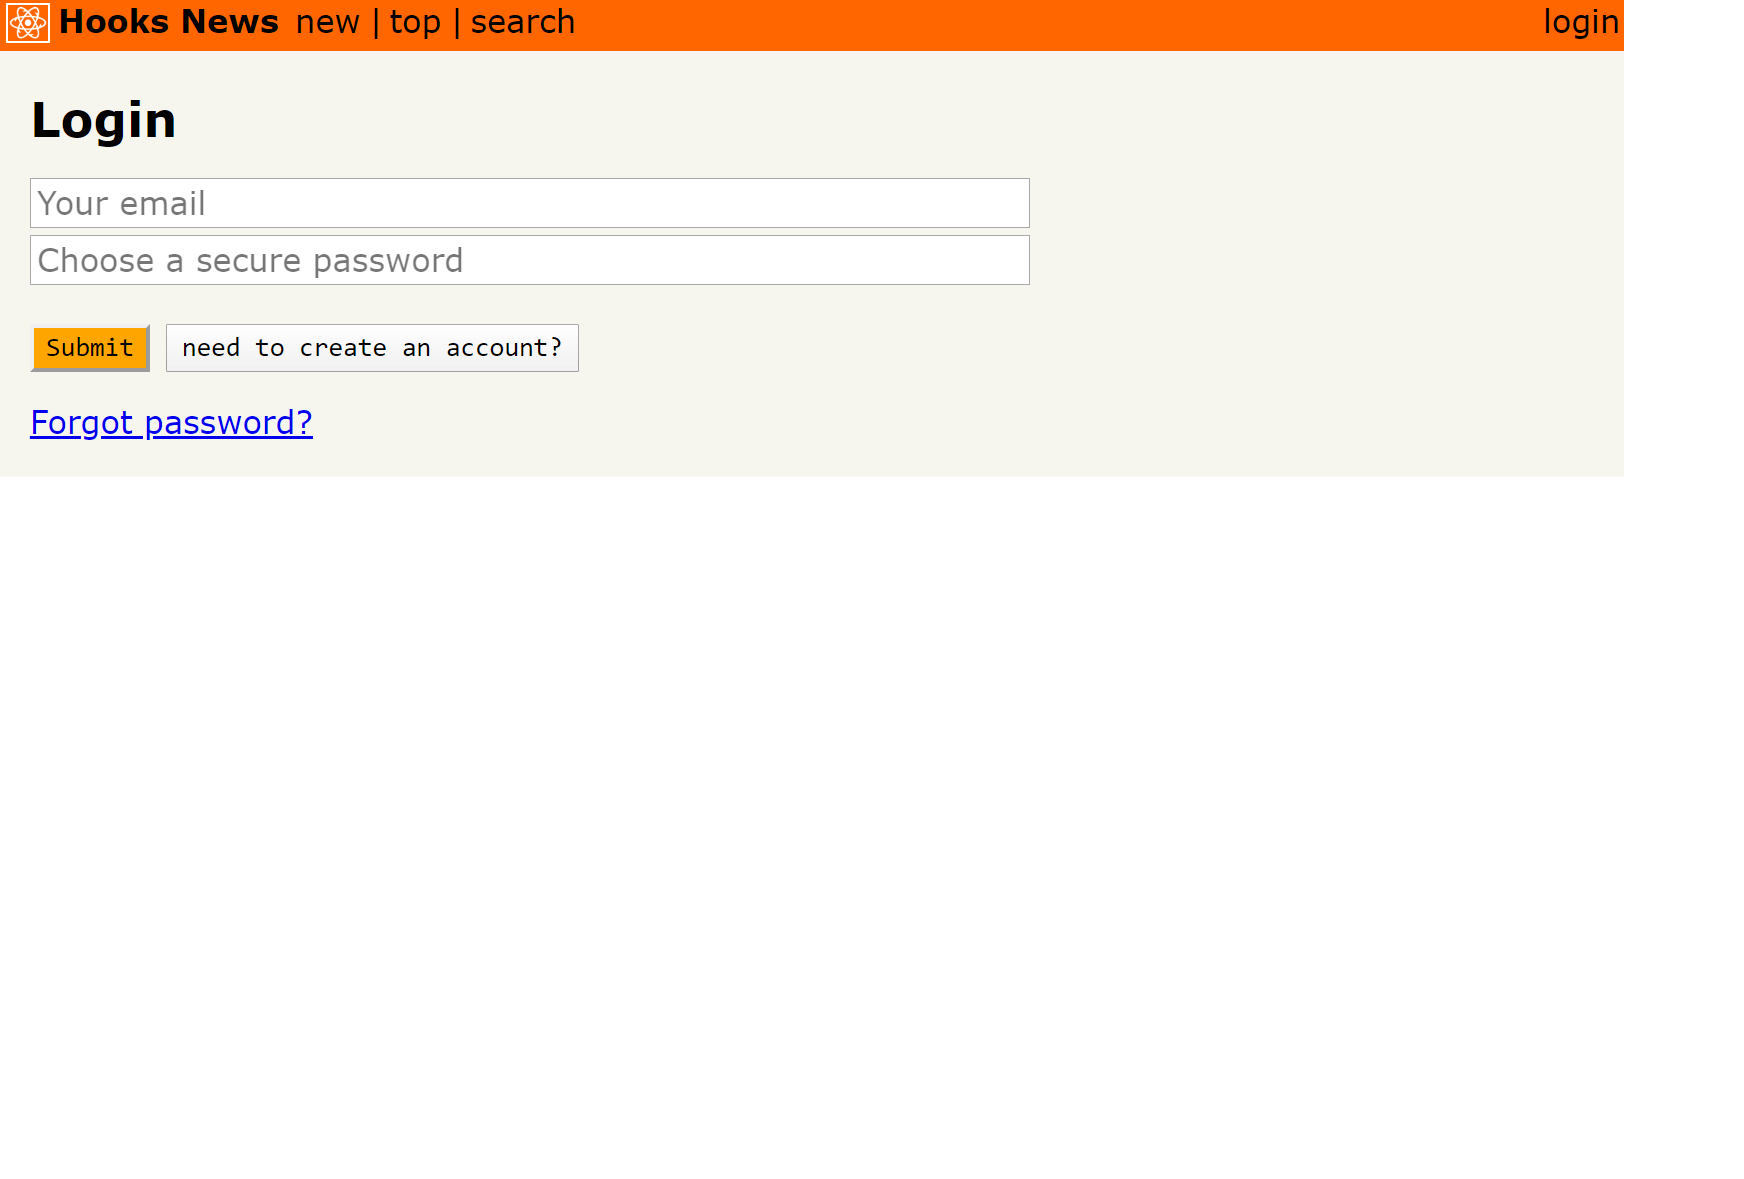 Hooks News new | top | search login
Login
Your email
Choose a secure password
Submit need to create an account?
Forgot password?